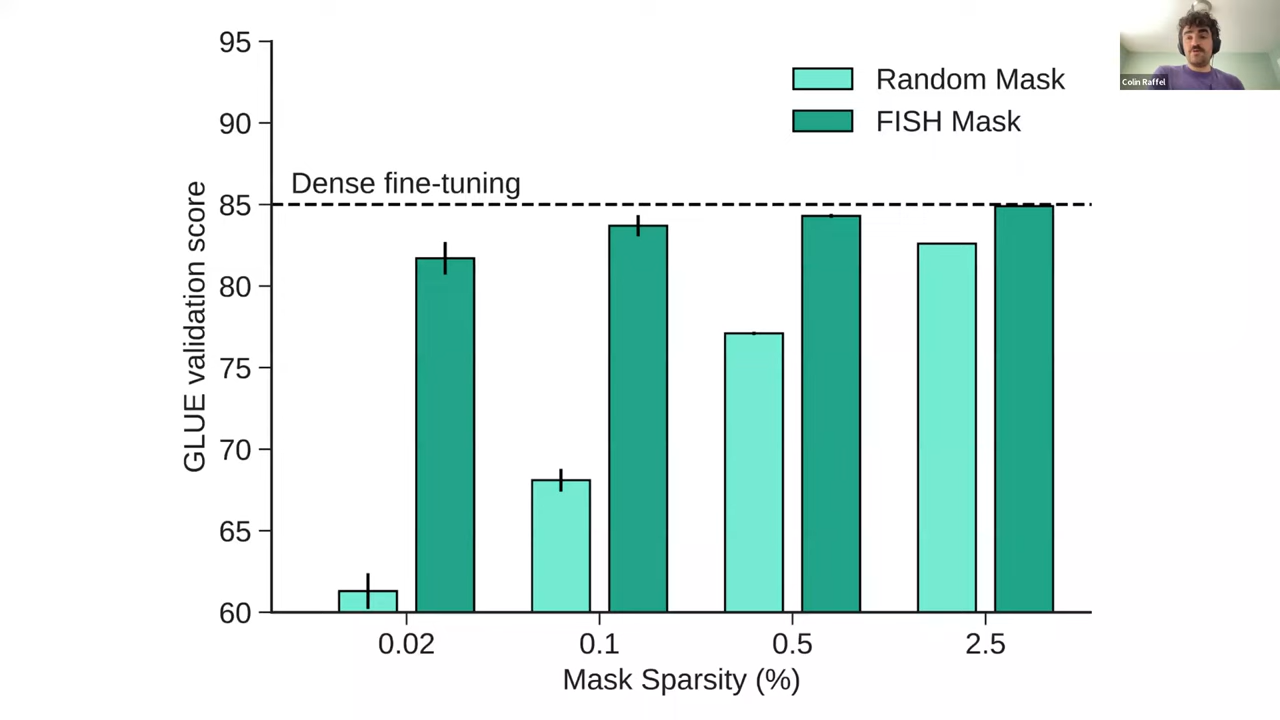 95
90
85
80
75
70
65
60
GLUE validation score
Dense fine-tuning
Random Mask
FISH Mask
0.02 0.1 0.5 2.5
Mask Sparsity (%)
Colin Raffel